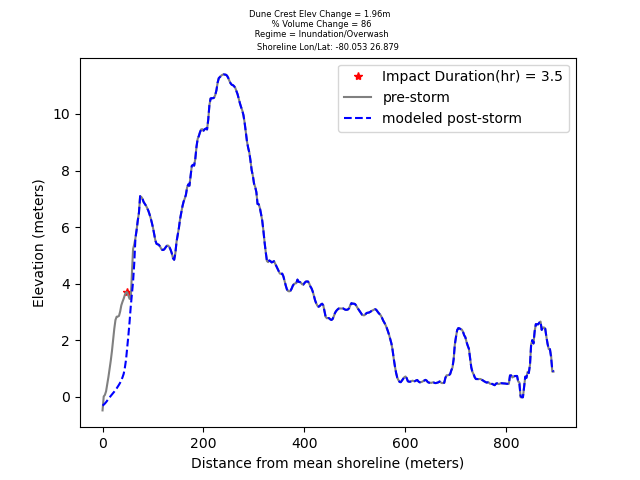 Dune Crest Elev Change = 1.96m
% Volume Change = 86
Regime = Inundation/Overwash
Shoreline Lon/Lat: -80.053 26.879
Impact Duration(hr) = 3.5
pre-storm
modeled post-storm
Elevation (meters)
10
8
6
4
2
0
0 200 400 600 800
Distance from mean shoreline (meters)